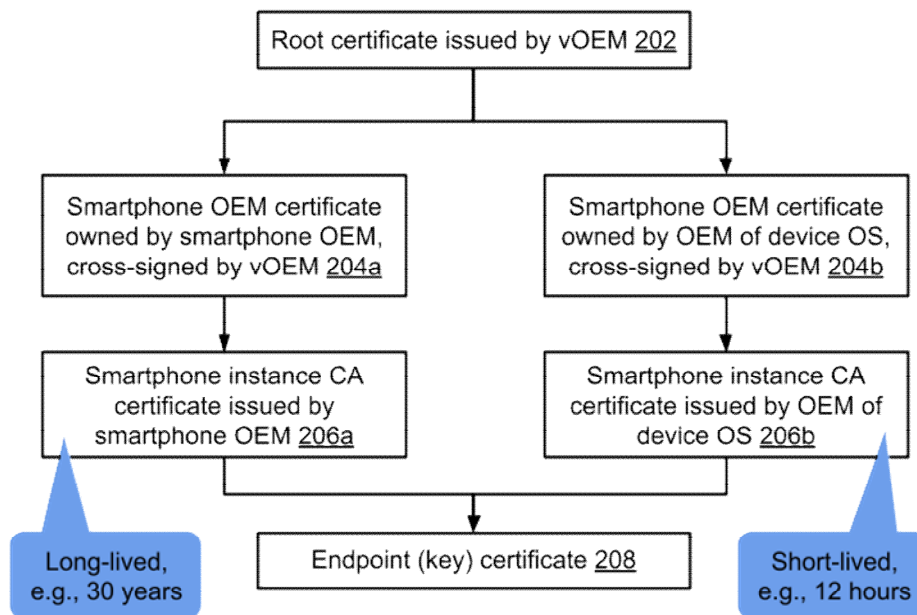 Root certificate issued by vOEM 202
Smartphone OEM certificate
owned by smartphone OEM,
cross-signed by vOEM 204a
Smartphone OEM certificate
owned by OEM of device OS,
cross-signed by vOEM 204b
Smartphone instance CA
certificate issued by
smartphone OEM 206a
Smartphone instance CA
certificate issued by OEM of
device OS 206b
Long-lived,
e.g., 30 years
Endpoint (key) certificate 208
Short-lived,
e.g., 12 hours